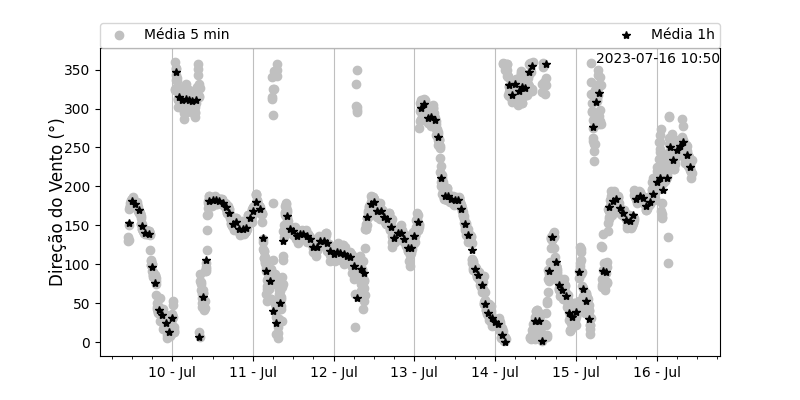 Média 5 min
Média 1h
2023-07-16 10:50
Direção do Vento (°)
350
300
250
200
150
100
50
0
10 - Jul
11 - Jul
12 - Jul
13 - Jul
14 - Jul
15 - Jul
16 - Jul